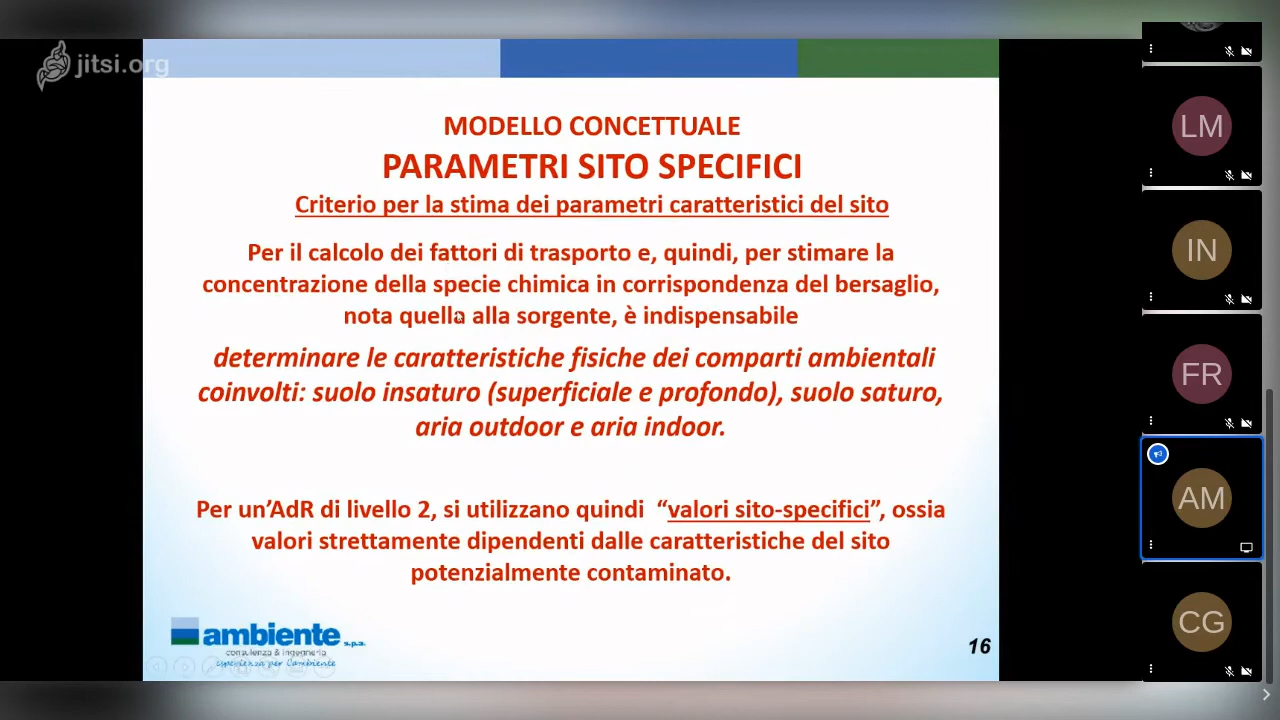 jitsi.org
MODELLO CONCETTUALE
PARAMETRI SITO SPECIFICI
Criterio per la stima dei parametri caratteristici del sito
Per il calcolo dei fattori di trasporto e, quindi, per stimare la
concentrazione della specie chimica in corrispondenza del bersaglio,
nota quella alla sorgente, è indispensabile
determinare le caratteristiche fisiche dei comparti ambientali
coinvolti: suolo insaturo (superficiale e profondo), suolo saturo,
aria outdoor e aria indoor.
Per un’AdR di livello 2, si utilizzano quindi “valori sito-specifici”, ossia
valori strettamente dipendenti dalle caratteristiche del sito
potenzialmente contaminato.
ambiente s.p.a.
consulenza & ingegneria
esperienza per l'ambiente
16
LM
IN
FR
AM
CG